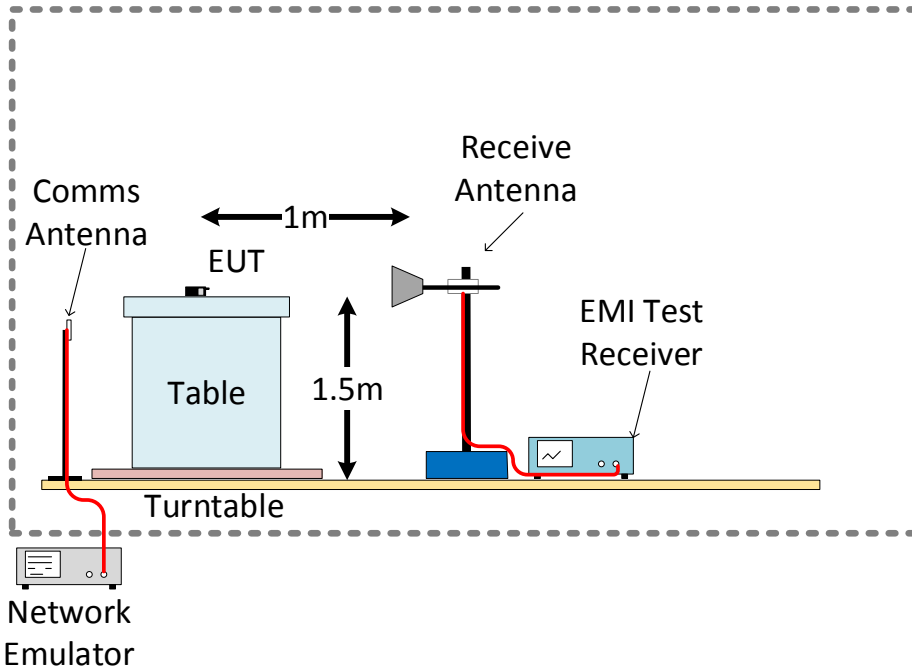 Comms
Antenna
1m
EUT
Receive
Antenna
EMI Test
Receiver
Table
1.5m
Turntable
Network
Emulator